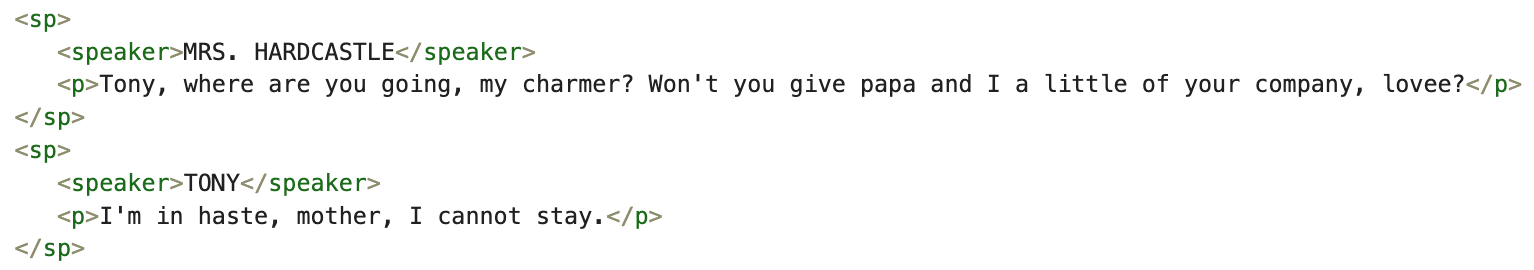 <sp>
<speaker>MRS. HARDCASTLE</speaker>
<p>Tony, where are you going, my charmer? Won't you give papa and I a little of your company, lovee?</p>
</sp>
<sp>
<speaker>TONY</speaker>
<p>I'm in haste, mother, I cannot stay.</p>
</sp>